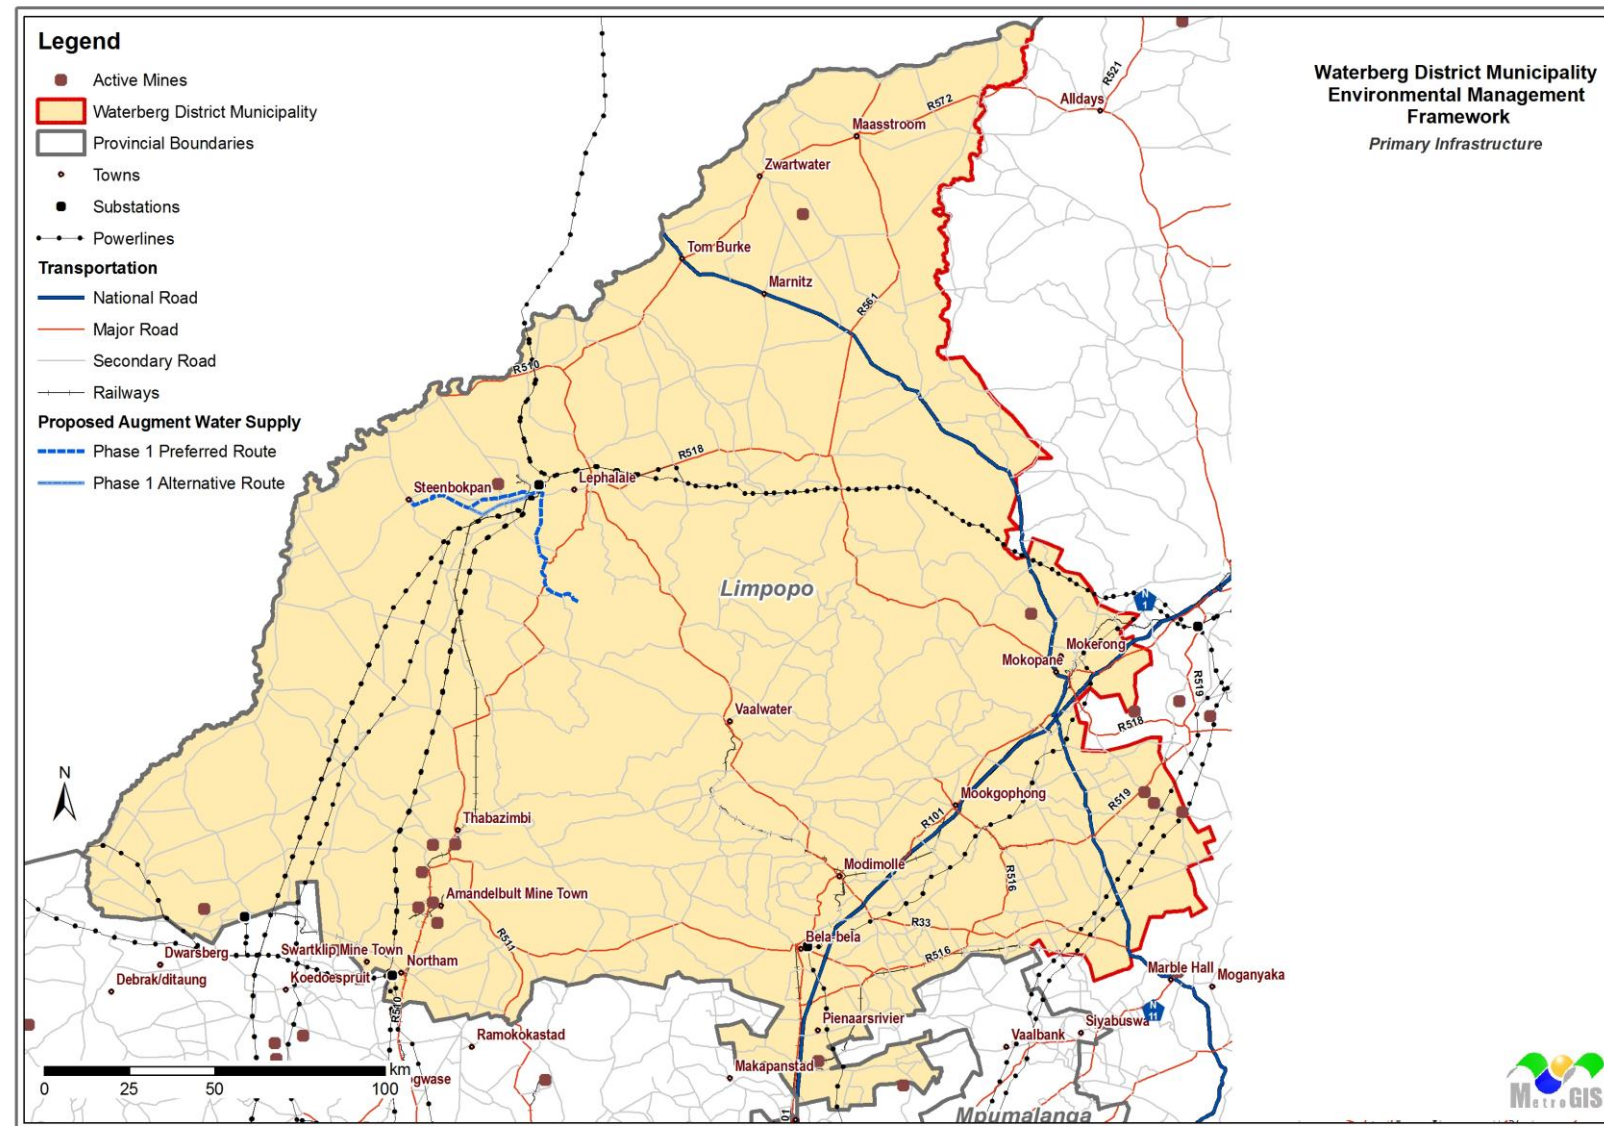 Legend
Active Mines
Waterberg District Municipality
Provincial Boundaries
Towns
Substations
Powerlines
Transportation
National Road
Major Road
Secondary Road
Railways
Proposed Augment Water Supply
Phase 1 Preferred Route
Phase 1 Alternative Route
Waterberg District Municipality
Environmental Management
Framework
Primary Infrastructure
R521
Alldays
R572
Maasstroom
Zwartwater
Tom Burke
Marnitz
R561
R510
R518
Steenbokpan
Lephalale
Limpopo
N
1
Mokerong
Mokopane
R519
R518
Vaalwater
N
Mookgophong
R519
R101
Thabazimbi
Modimolle
R516
Amandelbult Mine Town
R33
R511
Bela-bela
R516
Dwarsberg
Swartklip Mine Town
Northam
Debrak/ditaung
Koedoespruit
R510
Marble Hall
Moganyaka
N
11
Pienaarsrivier
Siyabuswa
Ramokokastad
Vaalbank
Makapanstad
gwase
km
0 25 50 100
01
Mpumalanga
MetroGIS